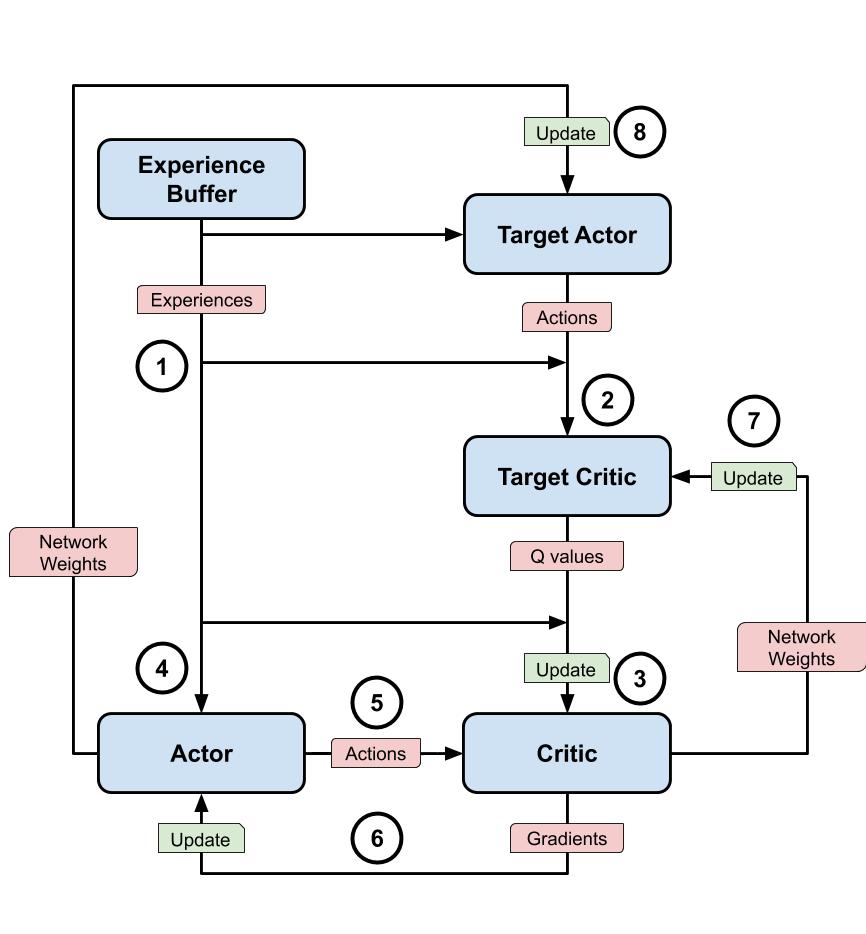 Update
8
Experience
Buffer
Target Actor
Experiences
Actions
1
2
7
Target Critic
Update
Network
Weights
Q values
Network
Weights
4
Update
3
5
Actor
Actions
Critic
Update
6
Gradients